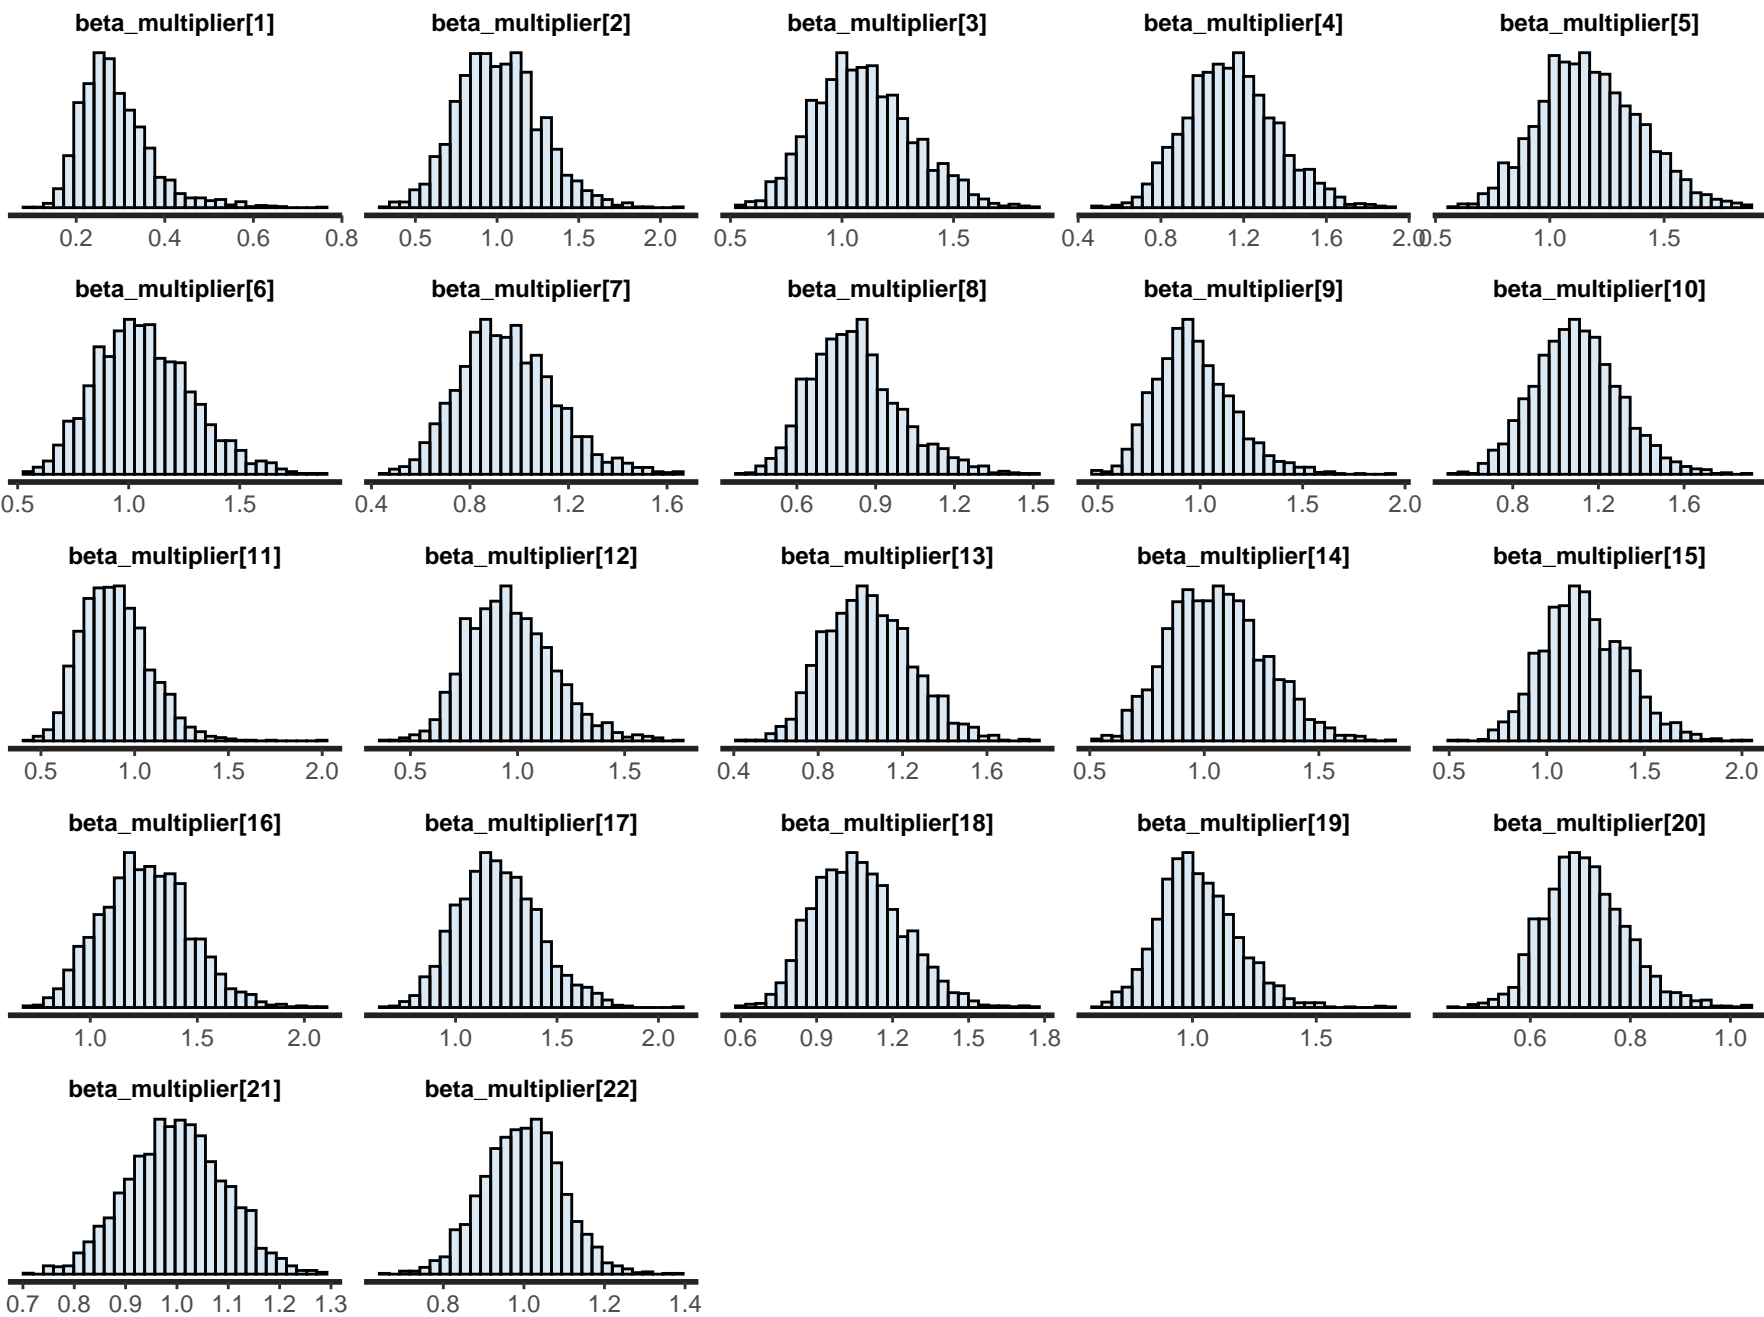 beta_multiplier[1] beta_multiplier[2] beta_multiplier[3] beta_multiplier[4] beta_multiplier[5]
0.2 0.4 0.6 0.8 0.5 1.0 1.5 2.0 0.5 1.0 1.5 0.4 0.8 1.2 1.6 2.0 0.5 1.0 1.5
beta_multiplier[6] beta_multiplier[7] beta_multiplier[8] beta_multiplier[9] beta_multiplier[10]
0.5 1.0 1.5 0.4 0.8 1.2 1.6 0.6 0.9 1.2 1.5 0.5 1.0 1.5 2.0 0.8 1.2 1.6
beta_multiplier[11] beta_multiplier[12] beta_multiplier[13] beta_multiplier[14] beta_multiplier[15]
0.5 1.0 1.5 2.0 0.5 1.0 1.5 0.4 0.8 1.2 1.6 0.5 1.0 1.5 0.5 1.0 1.5 2.0
beta_multiplier[16] beta_multiplier[17] beta_multiplier[18] beta_multiplier[19] beta_multiplier[20]
1.0 1.5 2.0 1.0 1.5 2.0 0.6 0.9 1.2 1.5 1.8 1.0 1.5 0.6 0.8 1.0
beta_multiplier[21] beta_multiplier[22]
0.7 0.8 0.9 1.0 1.1 1.2 1.3 0.8 1.0 1.2 1.4